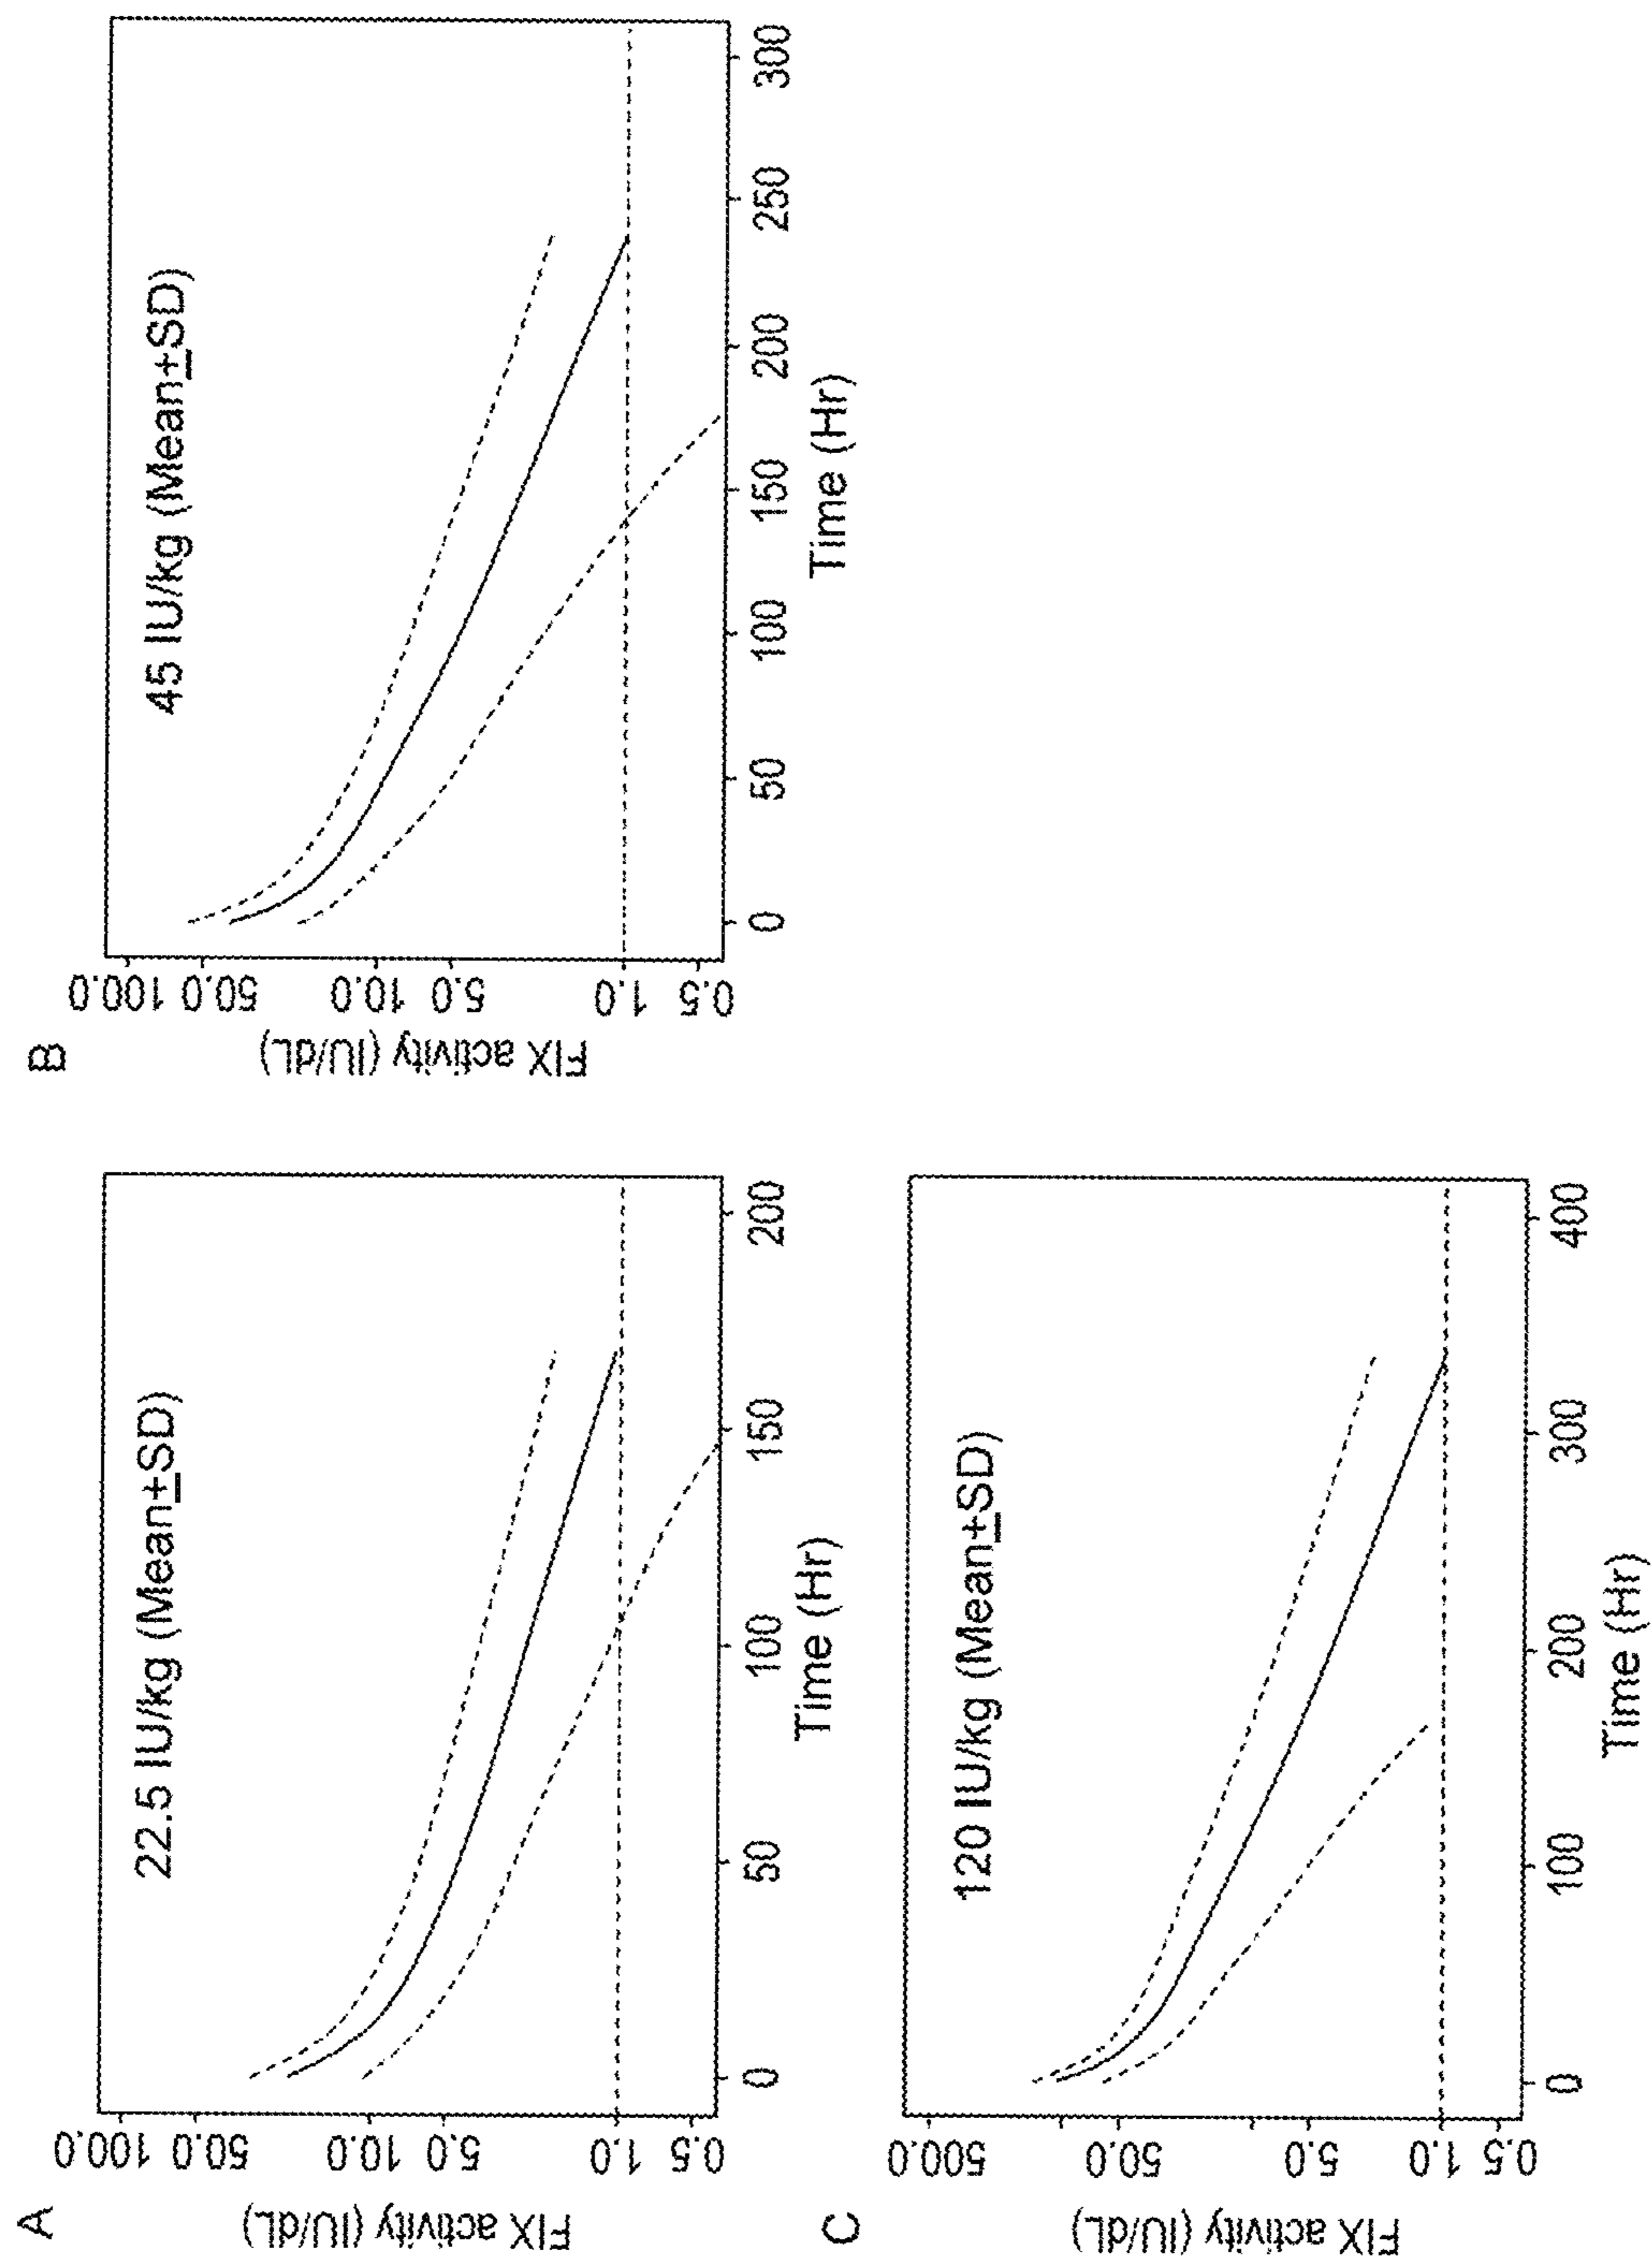 A
22.5 IU/kg (Mean±SD)
FIX activity (IU/dL)
100.0
50.0
10.0
5.0
1.0
0.5
0
50
100
150
200
Time (Hr)
B
45 IU/kg (Mean±SD)
FIX activity (IU/dL)
100.0
50.0
10.0
5.0
1.0
0.5
0
50
100
150
200
250
300
Time (Hr)
C
120 IU/kg (Mean±SD)
FIX activity (IU/dL)
500.0
50.0
5.0
1.0
0.5
0
100
200
300
400
Time (Hr)